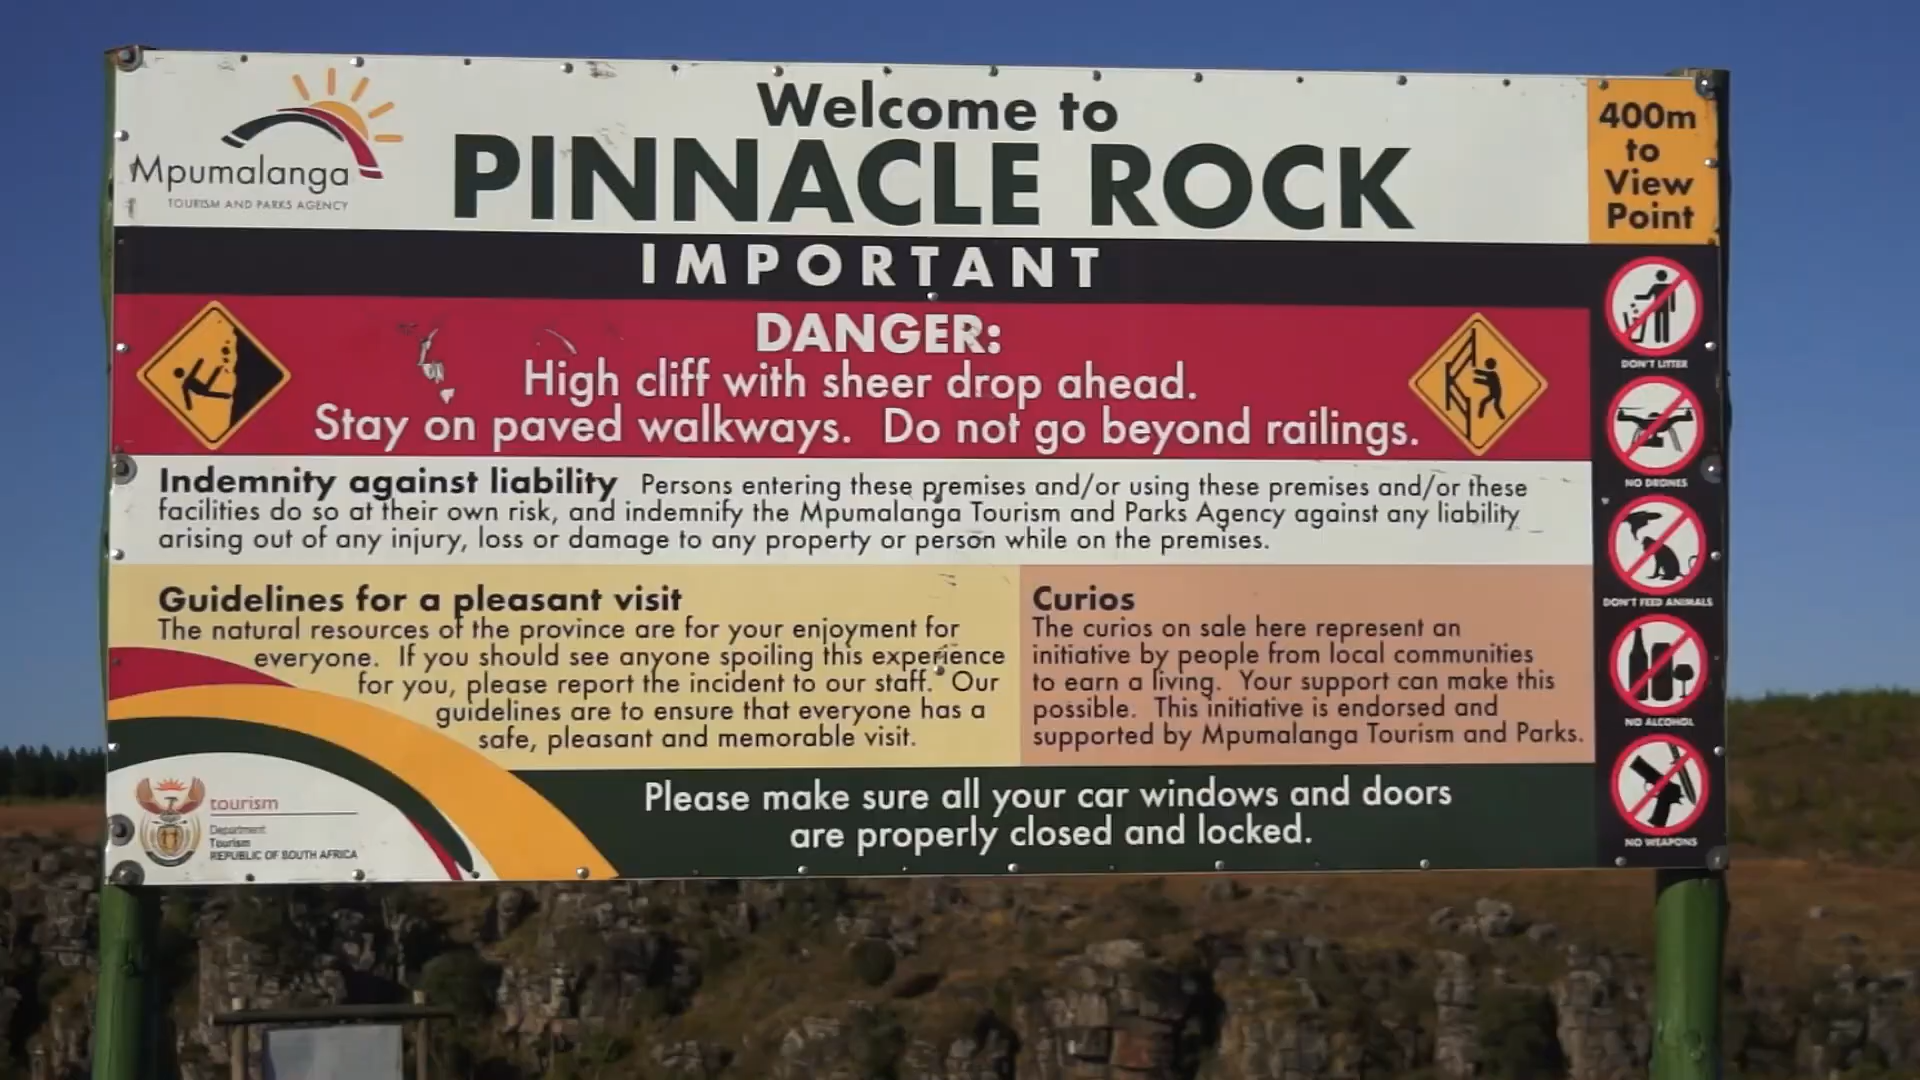 Mpumalanga
TOURISM AND PARKS AGENCY
Welcome to
PINNACLE ROCK
400m
to
View
Point
IMPORTANT
DANGER:
High cliff with sheer drop ahead.
Stay on paved walkways. Do not go beyond railings.
Indemnity against liability Persons entering these premises and/or using these premises and/or these
facilities do so at their own risk, and indemnify the Mpumalanga Tourism and Parks Agency against any liability
arising out of any injury, loss or damage to any property or person while on the premises.
Guidelines for a pleasant visit
The natural resources of the province are for your enjoyment for
everyone. If you should see anyone spoiling this experience
for you, please report the incident to our staff. Our
guidelines are to ensure that everyone has a
safe, pleasant and memorable visit.
Curios
The curios on sale here represent an
initiative by people from local communities
to earn a living. Your support can make this
possible. This initiative is endorsed and
supported by Mpumalanga Tourism and Parks.
DON'T LITTER
NO DRONES
DON'T FEED ANIMALS
NO ALCOHOL
NO WEAPONS
tourism
Department
Tourism
REPUBLIC OF SOUTH AFRICA
Please make sure all your car windows and doors
are properly closed and locked.